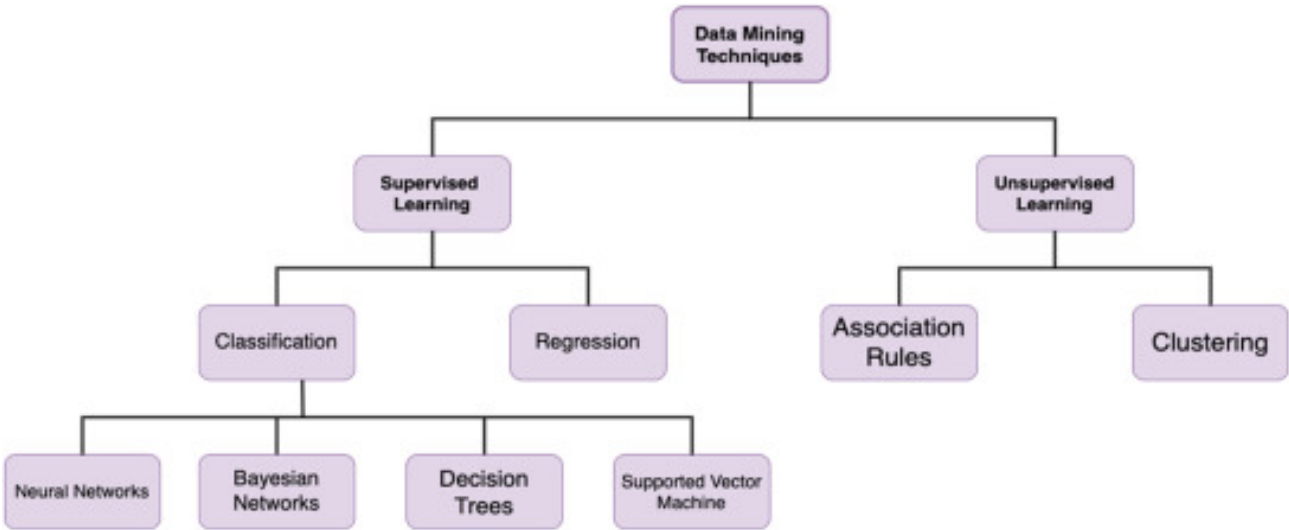 Data Mining
Techniques
Supervised
Learning
Unsupervised
Learning
Classification
Regression
Association
Rules
Clustering
Neural Networks
Bayesian
Networks
Decision
Trees
Supported Vector
Machine